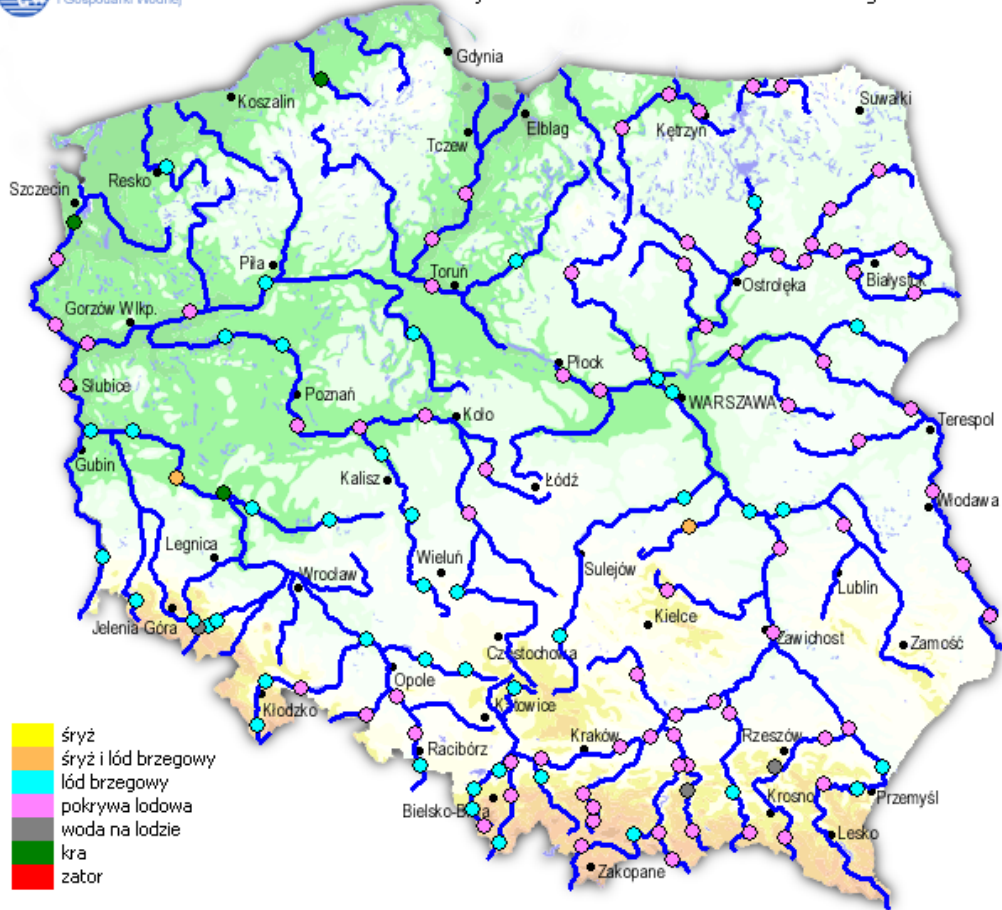 i Gospodarki Wodnej
Gdynia
Koszalin
Suwałki
Elbląg
Tczew
Kętrzyn
Resko
Szczecin
Piła
Toruń
Białystok
Ostrołęka
Gorzów Wlkp.
Płock
Słubice
Poznań
WARSZAWA
Koło
Terespol
Gubin
Kalisz
Łódź
Włodawa
Legnica
Wrocław
Wieluń
Sulejów
Lublin
Jelenia Góra
Kielce
Zawichost
Zamość
Częstochowa
Opole
Kłodzko
Katowice
śryż
Kraków
Rzeszów
śryż i lód brzegowy
Racibórz
lód brzegowy
Krosno
Przemyśl
pokrywa lodowa
Bielsko-Biała
woda na lodzie
Lesko
kra
Zakopane
zator